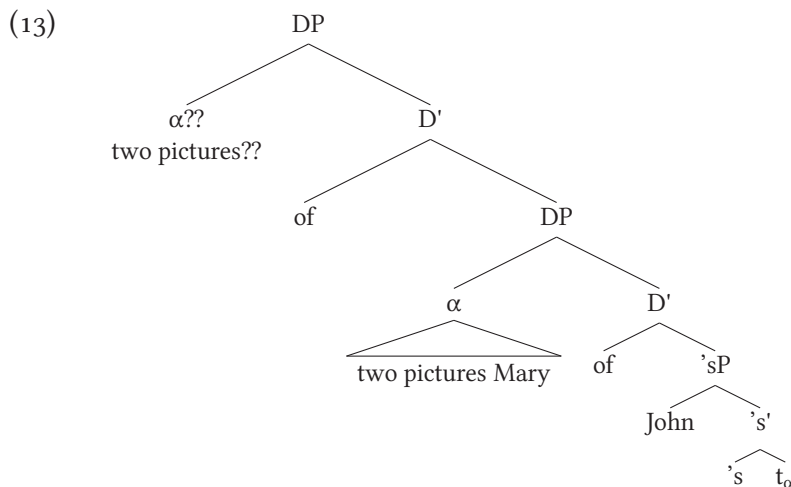 (13)
DP
α?? D'
two pictures??
of DP
α D'
two pictures Mary of 'sP
John 's'
's t₀